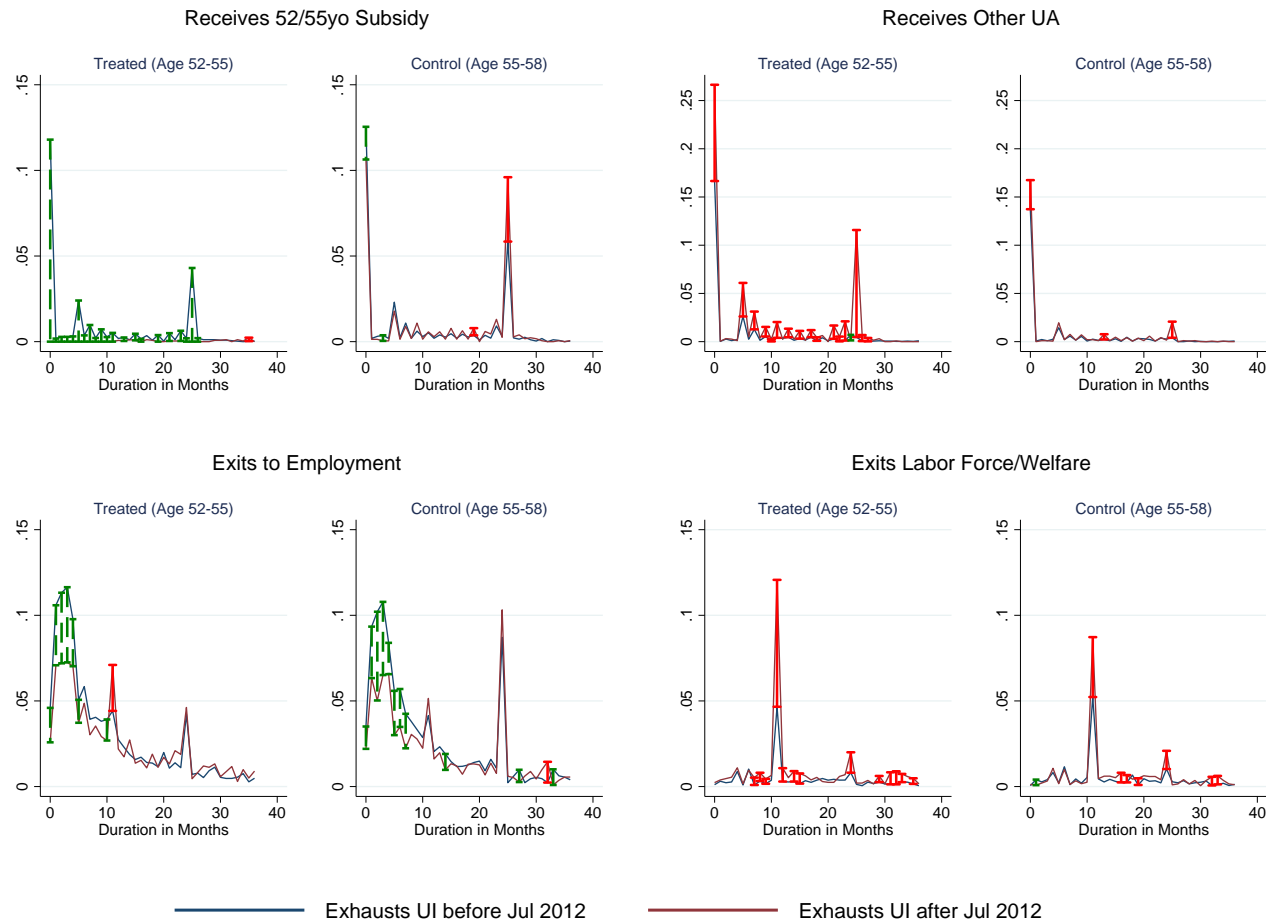 Receives 52/55yo Subsidy
Treated (Age 52-55)
Control (Age 55-58)
0 .05 .1 .15
0 10 20 30 40
Duration in Months
0 .05 .1 .15
0 10 20 30 40
Duration in Months
Receives Other UA
Treated (Age 52-55)
Control (Age 55-58)
0 .05 .1 .15 .2 .25
0 10 20 30 40
Duration in Months
0 .05 .1 .15 .2 .25
0 10 20 30 40
Duration in Months
Exits to Employment
Treated (Age 52-55)
Control (Age 55-58)
0 .05 .1 .15
0 10 20 30 40
Duration in Months
0 .05 .1 .15
0 10 20 30 40
Duration in Months
Exits Labor Force/Welfare
Treated (Age 52-55)
Control (Age 55-58)
0 .05 .1 .15
0 10 20 30 40
Duration in Months
0 .05 .1 .15
0 10 20 30 40
Duration in Months
Exhausts UI before Jul 2012
Exhausts UI after Jul 2012